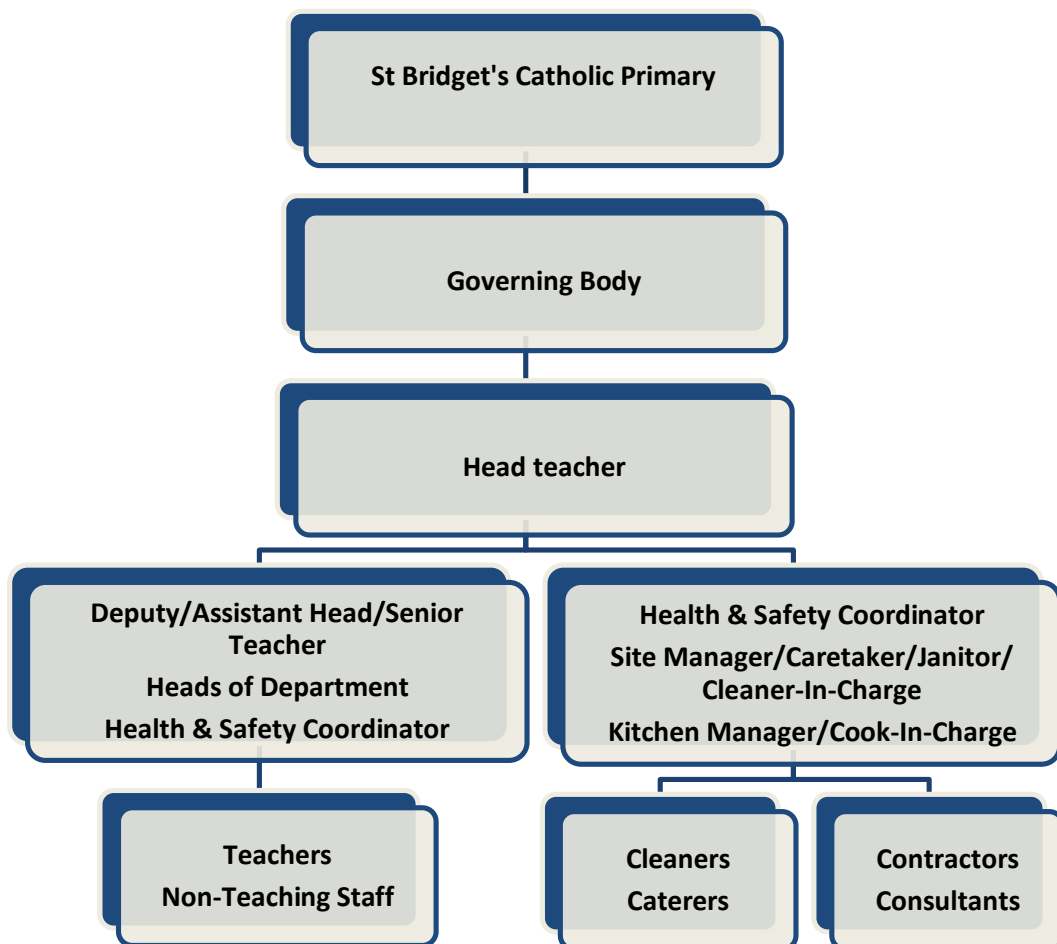 St Bridget's Catholic Primary
Governing Body
Head teacher
Deputy/Assistant Head/Senior
Teacher
Heads of Department
Health & Safety Coordinator
Health & Safety Coordinator
Site Manager/Caretaker/Janitor/
Cleaner-In-Charge
Kitchen Manager/Cook-In-Charge
Teachers
Non-Teaching Staff
Cleaners
Caterers
Contractors
Consultants